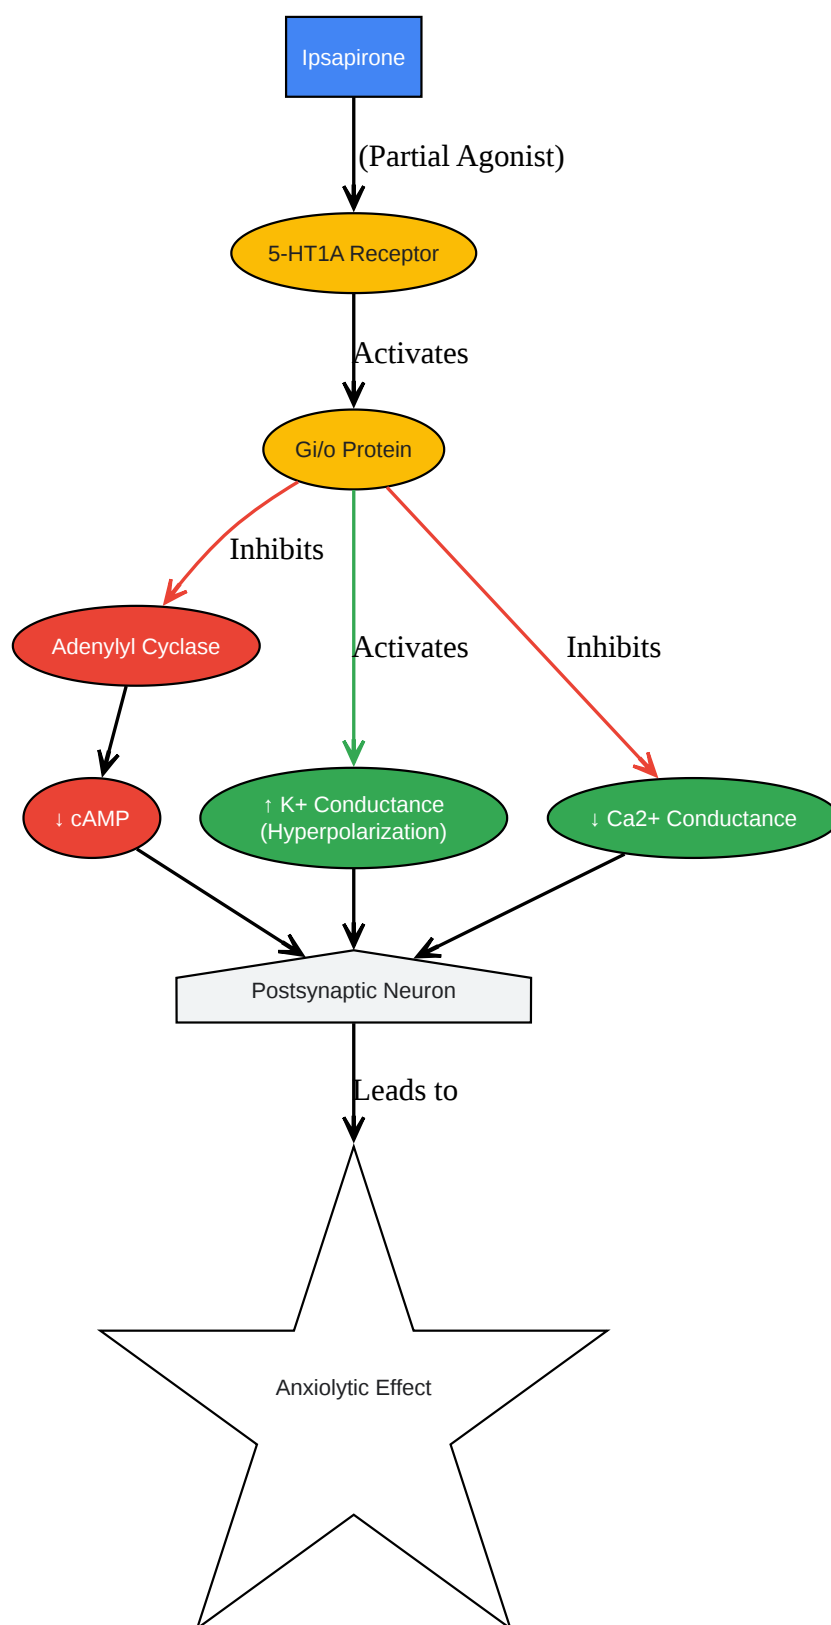 Ipsapirone
(Partial Agonist)
5-HT1A Receptor
Activates
Gi/o Protein
Inhibits
Adenylyl Cyclase
Activates
Inhibits
↓ cAMP
↑ K+ Conductance
(Hyperpolarization)
↓ Ca2+ Conductance
Postsynaptic Neuron
Leads to
Anxiolytic Effect